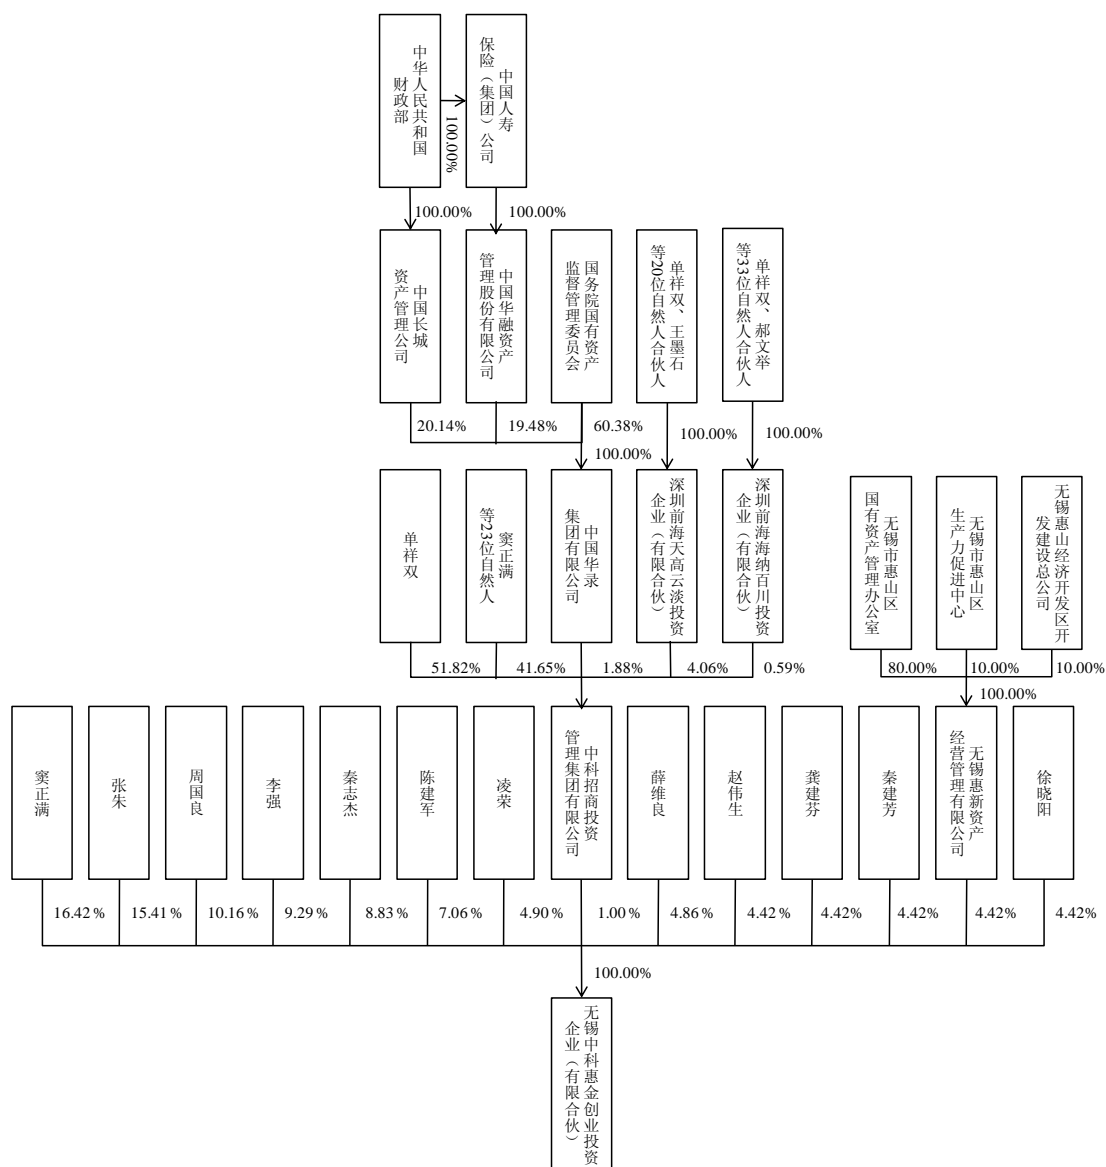 中华人民共和国
财政部
中国人寿
保险（集团）公司
100.00%
100.00%
100.00%
中国长城
资产管理公司
中国华融资产
管理股份有限公司
国务院国有资产
监督管理委员会
单祥双、王墨石
等20位自然人合伙人
单祥双、郝文举
等33位自然人合伙人
20.14%
19.48%
60.38%
100.00%
100.00%
100.00%
单祥双
窦正满
等23位自然人
中国华录
集团有限公司
深圳前海天高云淡投资
企业（有限合伙）
深圳前海海纳百川投资
企业（有限合伙）
无锡市惠山区
国有资产管理办公室
无锡市惠山区
生产力促进中心
无锡惠山经济开发区开
发建设总公司
51.82%
41.65%
1.88%
4.06%
0.59%
80.00%
10.00%
10.00%
100.00%
窦正满
张朱
周国良
李强
秦志杰
陈建军
凌荣
中科招商投资
管理集团有限公司
薛维良
赵伟生
龚建芬
秦建芳
无锡惠新资产
经营管理有限公司
徐晓阳
16.42%
15.41%
10.16%
9.29%
8.83%
7.06%
4.90%
1.00%
4.86%
4.42%
4.42%
4.42%
4.42%
4.42%
100.00%
无锡中科惠金创业投资
企业（有限合伙）